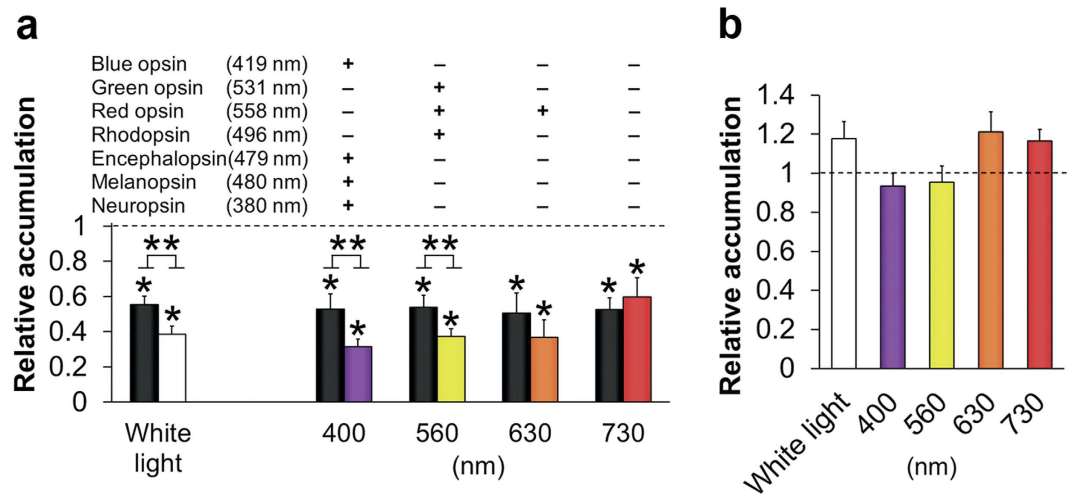 a
Blue opsin (419 nm) + – – –
Green opsin (531 nm) – + – –
Red opsin (558 nm) – + + –
Rhodopsin (496 nm) – + – –
Encephalopsin(479 nm) + – – –
Melanopsin (480 nm) + – – –
Neuropsin (380 nm) + – – –
Relative accumulation
1
0.8
0.6
0.4
0.2
0
** ** **
* * * * * * * * * *
White light 400 560 630 730
(nm)
b
Relative accumulation
1.4
1.2
1
0.8
0.6
0.4
0.2
0
White light 400 560 630 730
(nm)